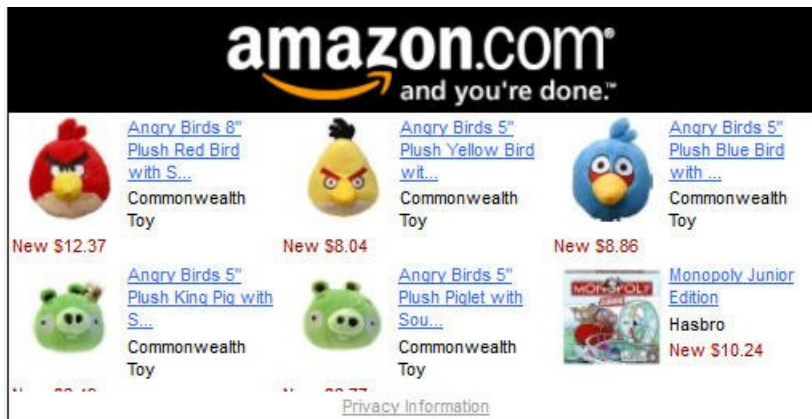 amazon.com
and you're done.™
Angry Birds 8"
Plush Red Bird
with S...
Commonwealth
Toy
New $12.37
Angry Birds 5"
Plush Yellow Bird
wit...
Commonwealth
Toy
New $8.04
Angry Birds 5"
Plush Blue Bird
with ...
Commonwealth
Toy
New $8.86
Angry Birds 5"
Plush King Pig with
S...
Commonwealth
Toy
Angry Birds 5"
Plush Piglet with
Sou...
Commonwealth
Toy
MONOPOLY
JUNIOR
Monopoly Junior
Edition
Hasbro
New $10.24
Privacy Information